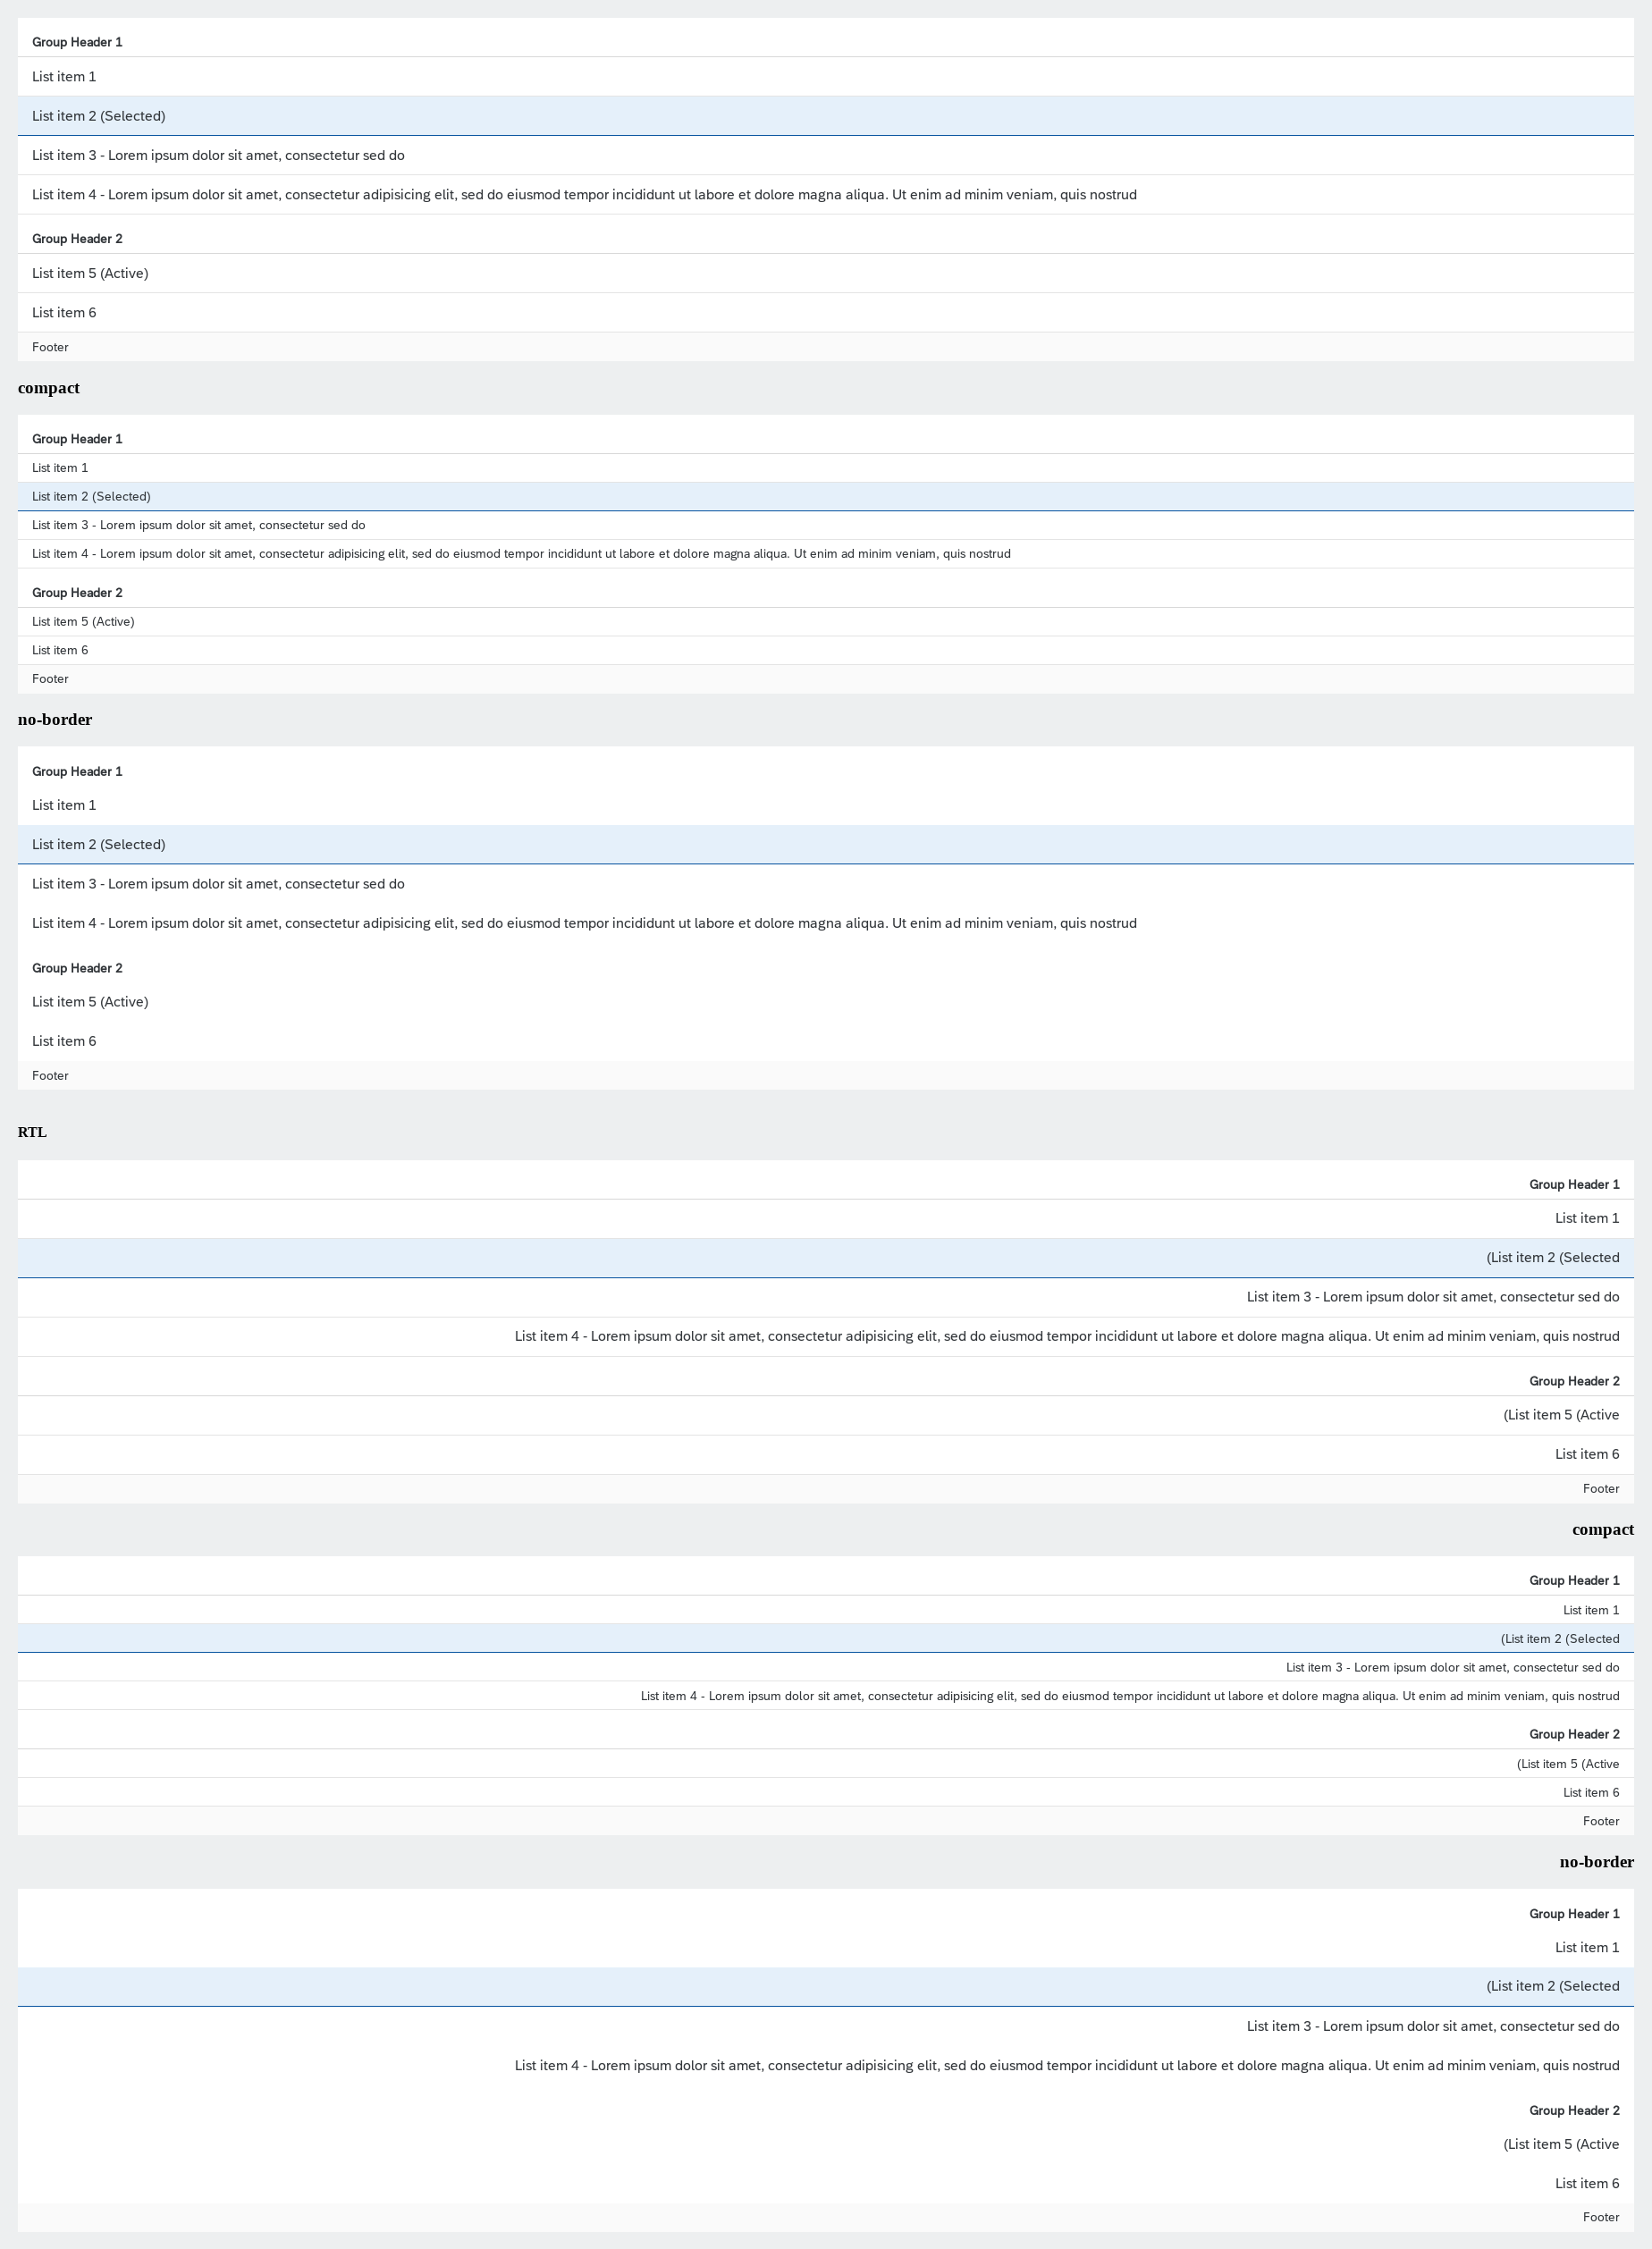 Group Header 1
List item 1
List item 2 (Selected)
List item 3 - Lorem ipsum dolor sit amet, consectetur sed do
List item 4 - Lorem ipsum dolor sit amet, consectetur adipisicing elit, sed do eiusmod tempor incididunt ut labore et dolore magna aliqua. Ut enim ad minim veniam, quis nostrud
Group Header 2
List item 5 (Active)
List item 6
Footer
compact
Group Header 1
List item 1
List item 2 (Selected)
List item 3 - Lorem ipsum dolor sit amet, consectetur sed do
List item 4 - Lorem ipsum dolor sit amet, consectetur adipisicing elit, sed do eiusmod tempor incididunt ut labore et dolore magna aliqua. Ut enim ad minim veniam, quis nostrud
Group Header 2
List item 5 (Active)
List item 6
Footer
no-border
Group Header 1
List item 1
List item 2 (Selected)
List item 3 - Lorem ipsum dolor sit amet, consectetur sed do
List item 4 - Lorem ipsum dolor sit amet, consectetur adipisicing elit, sed do eiusmod tempor incididunt ut labore et dolore magna aliqua. Ut enim ad minim veniam, quis nostrud
Group Header 2
List item 5 (Active)
List item 6
Footer
RTL
Group Header 1
List item 1
(List item 2 (Selected
List item 3 - Lorem ipsum dolor sit amet, consectetur sed do
List item 4 - Lorem ipsum dolor sit amet, consectetur adipisicing elit, sed do eiusmod tempor incididunt ut labore et dolore magna aliqua. Ut enim ad minim veniam, quis nostrud
Group Header 2
(List item 5 (Active
List item 6
Footer
compact
Group Header 1
List item 1
(List item 2 (Selected
List item 3 - Lorem ipsum dolor sit amet, consectetur sed do
List item 4 - Lorem ipsum dolor sit amet, consectetur adipisicing elit, sed do eiusmod tempor incididunt ut labore et dolore magna aliqua. Ut enim ad minim veniam, quis nostrud
Group Header 2
(List item 5 (Active
List item 6
Footer
no-border
Group Header 1
List item 1
(List item 2 (Selected
List item 3 - Lorem ipsum dolor sit amet, consectetur sed do
List item 4 - Lorem ipsum dolor sit amet, consectetur adipisicing elit, sed do eiusmod tempor incididunt ut labore et dolore magna aliqua. Ut enim ad minim veniam, quis nostrud
Group Header 2
(List item 5 (Active
List item 6
Footer